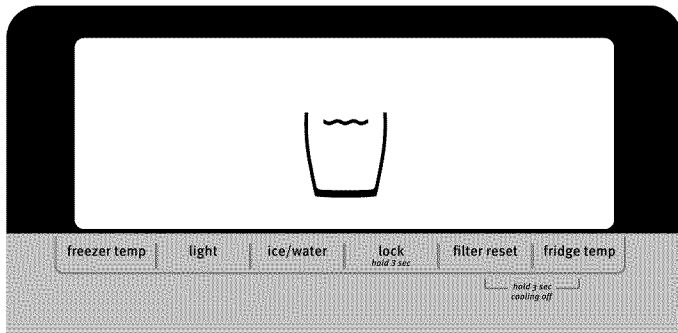 freezer temp light ice/water lock filter reset fridge temp
hold 3 sec
hold 3 sec
cooling off